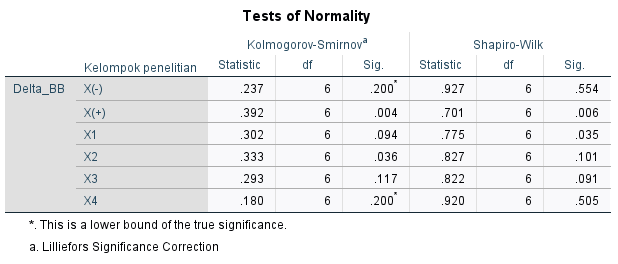 Tests of Normality
Kolmogorov-Smirnovᵃ Shapiro-Wilk
Kelompok penelitian Statistic df Sig. Statistic df Sig.
Delta_BB X(-) .237 6 .200* .927 6 .554
X(+) .392 6 .004 .701 6 .006
X1 .302 6 .094 .775 6 .035
X2 .333 6 .036 .827 6 .101
X3 .293 6 .117 .822 6 .091
X4 .180 6 .200* .920 6 .505
*. This is a lower bound of the true significance.
a. Lilliefors Significance Correction